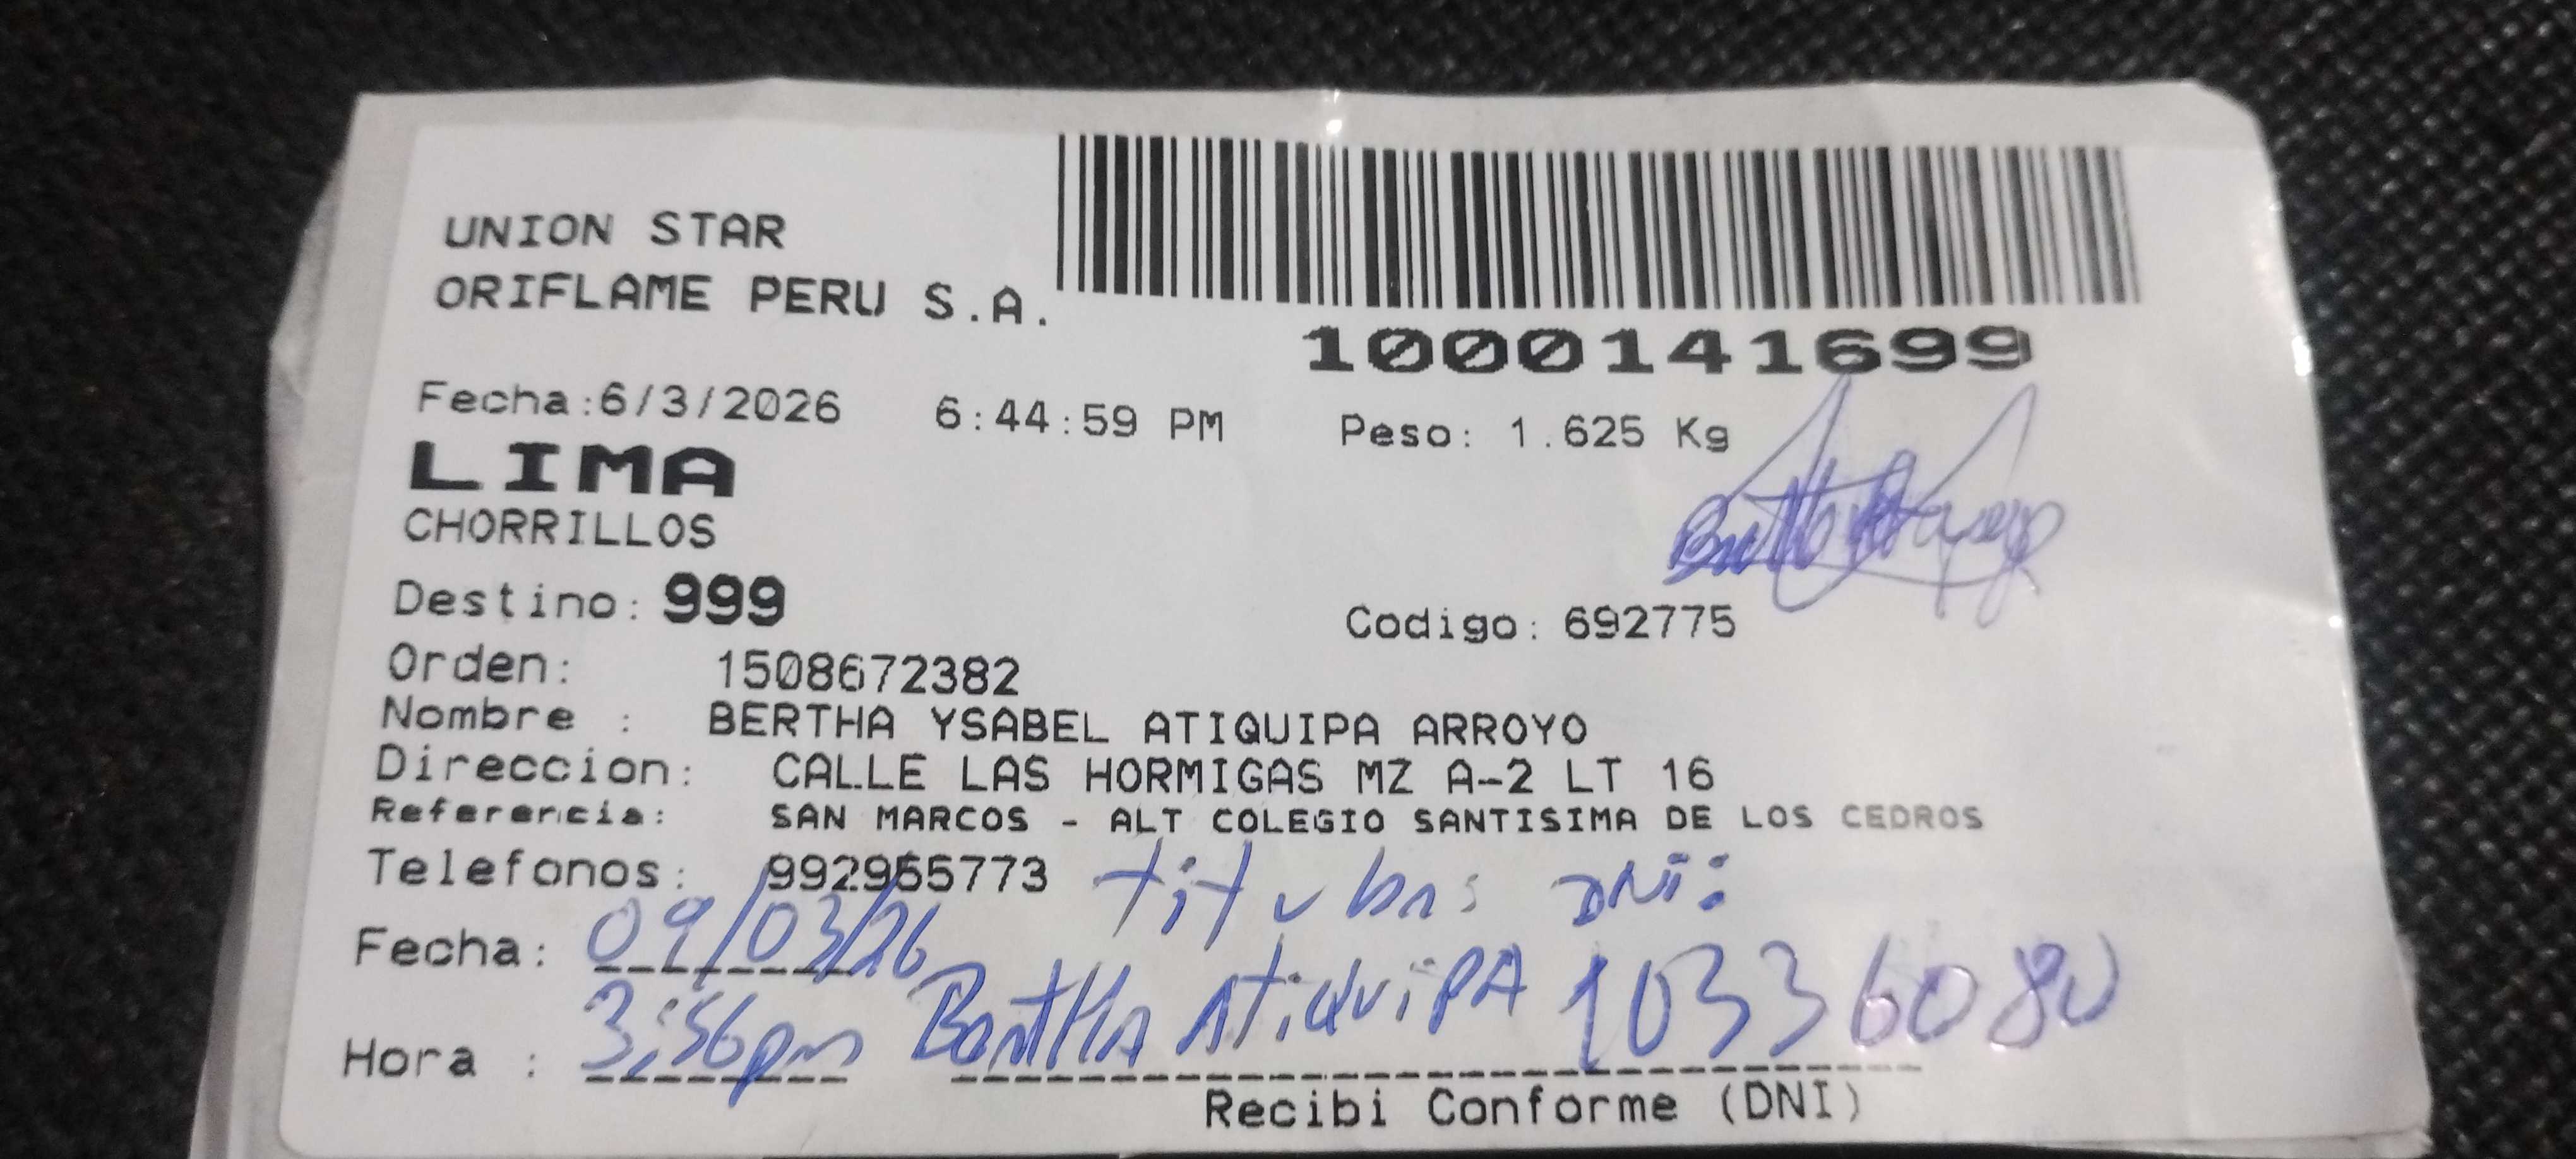 UNION STAR
ORIFLAME PERU S.A.
1000141699
Fecha:6/3/2026 6:44:59 PM Peso: 1.625 Kg
LIMA
CHORRILLOS
Destino: 999 Codigo: 692775
Orden: 1508672382
Nombre : BERTHA YSABEL ATIQUIPA ARROYO
Direccion: CALLE LAS HORMIGAS MZ A-2 LT 16
Referencia: SAN MARCOS - ALT COLEGIO SANTISIMA DE LOS CEDROS
Telefonos: 992955773 DNi:
Fecha: 09/03/26
Hora : 3:56pm BertHA AtiquiPA 10336080
Recibi Conforme (DNI)